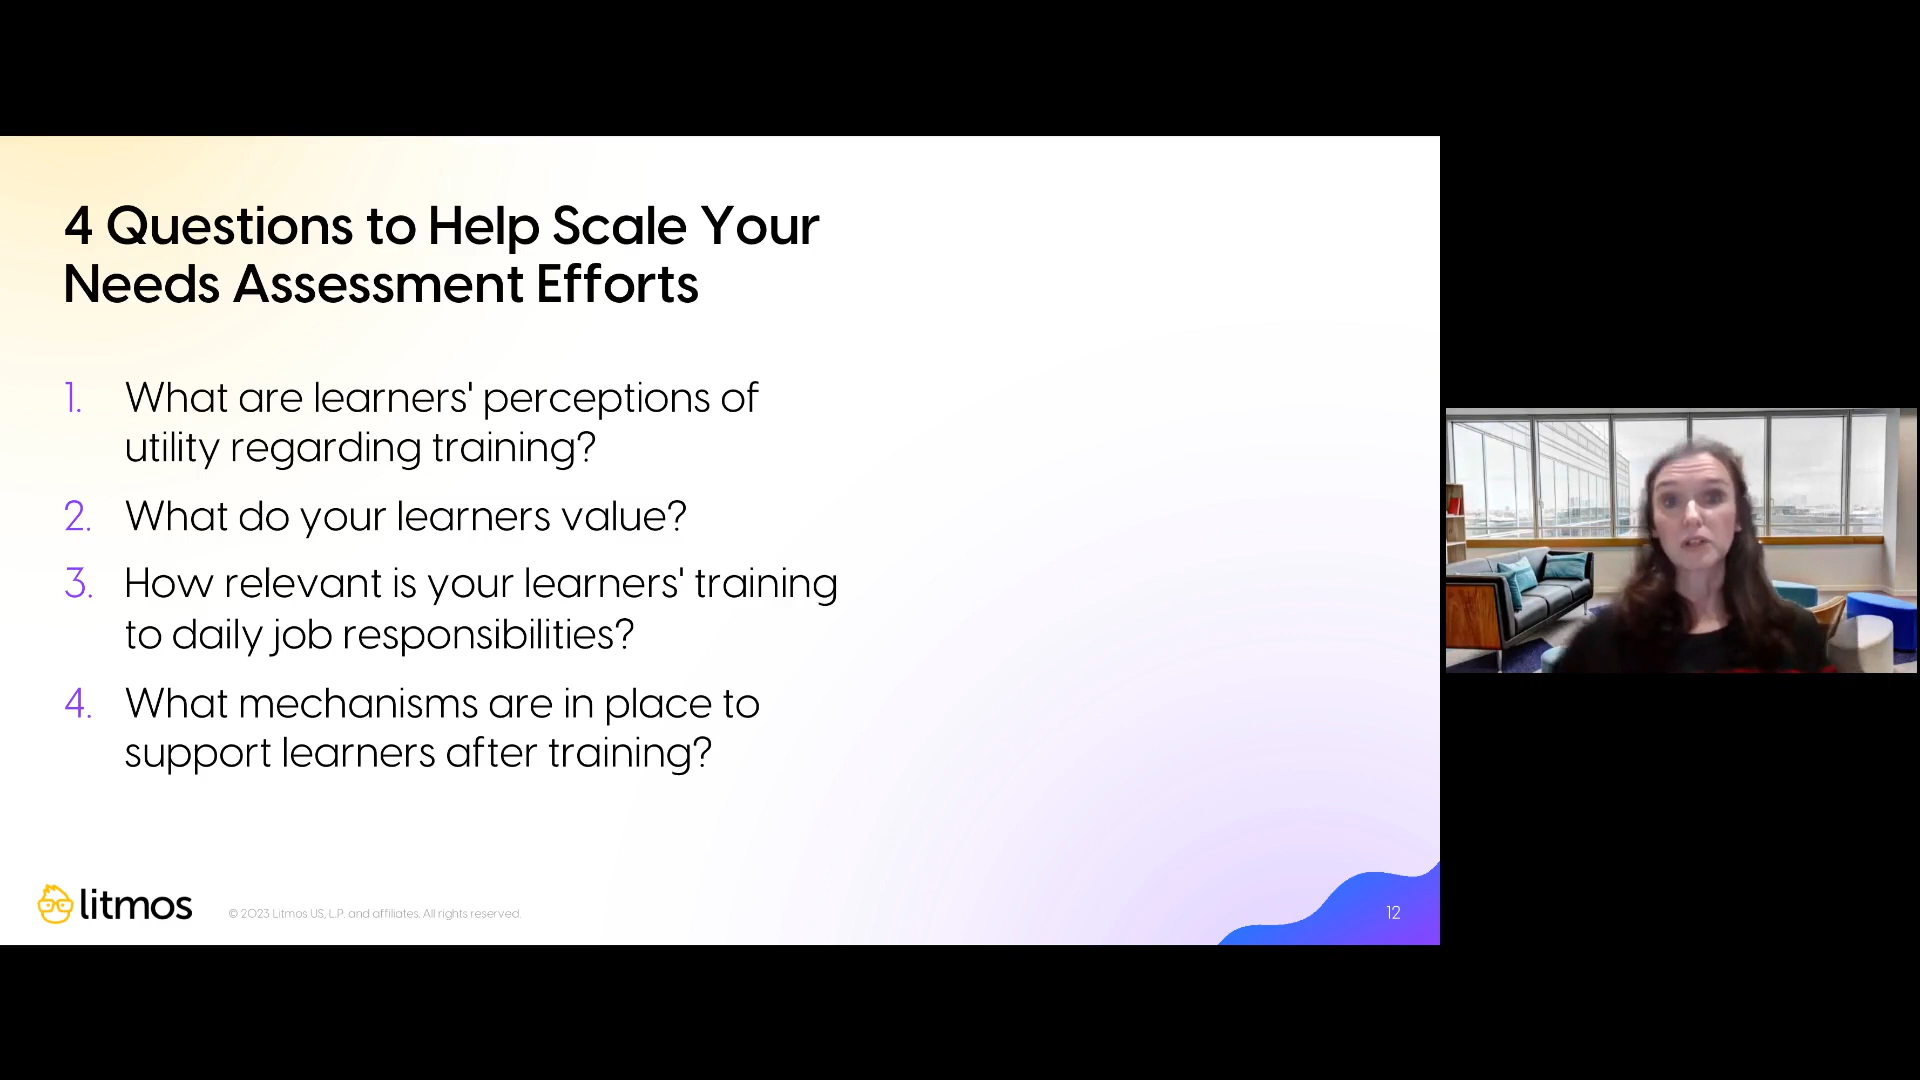 4 Questions to Help Scale Your
Needs Assessment Efforts
1. What are learners' perceptions of
utility regarding training?
2. What do your learners value?
3. How relevant is your learners' training
to daily job responsibilities?
4. What mechanisms are in place to
support learners after training?
litmos
© 2023 Litmos US, L.P. and affiliates. All rights reserved.
12